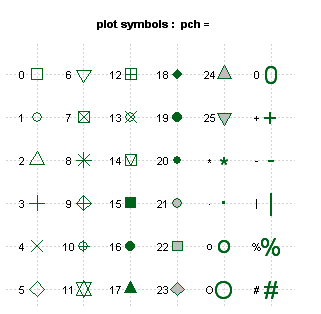 plot symbols : pch =
0 6 12 18 24 0 0
1 7 13 19 25 + +
2 8 14 20 * * - -
3 9 15 21 . . | |
4 10 16 22 o o % %
5 11 17 23 O O # #